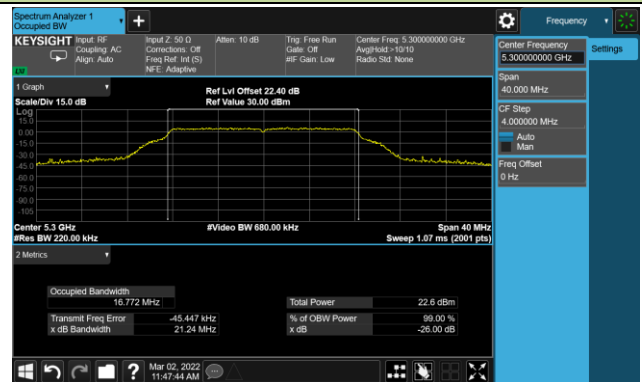 Spectrum Analyzer 1
Occupied BW
+
Frequency
KEYSIGHT
Input: RF
Coupling: AC
Align: Auto
Input Z: 50 Ω
Corrections: Off
Freq Ref: Int (S)
NFE: Adaptive
Atten: 10 dB
Trig: Free Run
Gate: Off
#IF Gain: Low
Center Freq: 5.300000000 GHz
Avg|Hold:>10/10
Radio Std: None
Center Frequency
5.300000000 GHz
Settings
Span
40.000 MHz
CF Step
4.000000 MHz
Auto
Man
Freq Offset
0 Hz
1 Graph
Scale/Div 15.0 dB
Ref Lvl Offset 22.40 dB
Ref Value 30.00 dBm
Log
15.0
0.00
-15.0
-30.0
-45.0
-60.0
-75.0
-90.0
-105
Center 5.3 GHz
#Res BW 220.00 kHz
#Video BW 680.00 kHz
Span 40 MHz
Sweep 1.07 ms (2001 pts)
2 Metrics
Occupied Bandwidth
16.772 MHz
Transmit Freq Error -45.447 kHz
x dB Bandwidth 21.24 MHz
Total Power 22.6 dBm
% of OBW Power 99.00 %
x dB -26.00 dB
?
Mar 02, 2022
11:47:44 AM